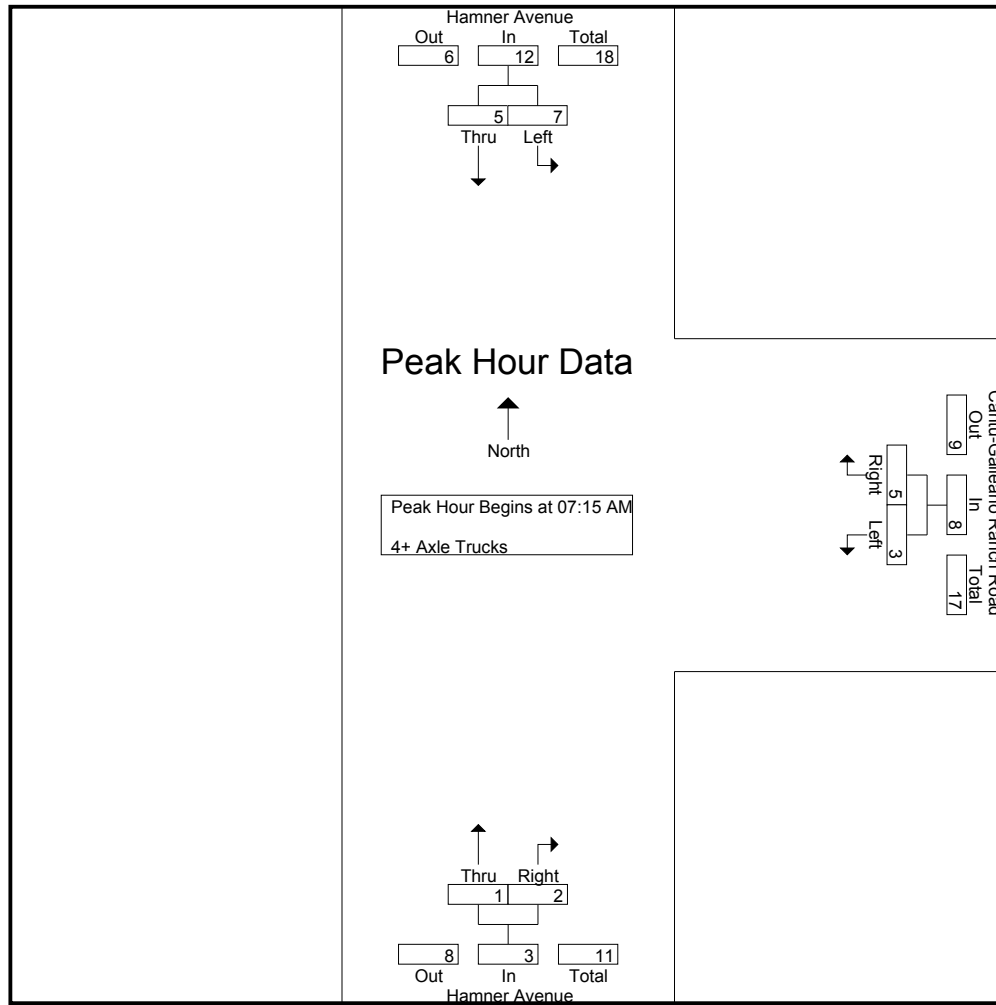 Hamner Avenue
Out In Total
6 12 18
5 7
Thru Left
Peak Hour Data
North
Peak Hour Begins at 07:15 AM
4+ Axle Trucks
Ranch Road
Out In Total
9 8 17
5 3
Right Left
Thru Right
1 2
8 3 11
Out In Total
Hamner Avenue